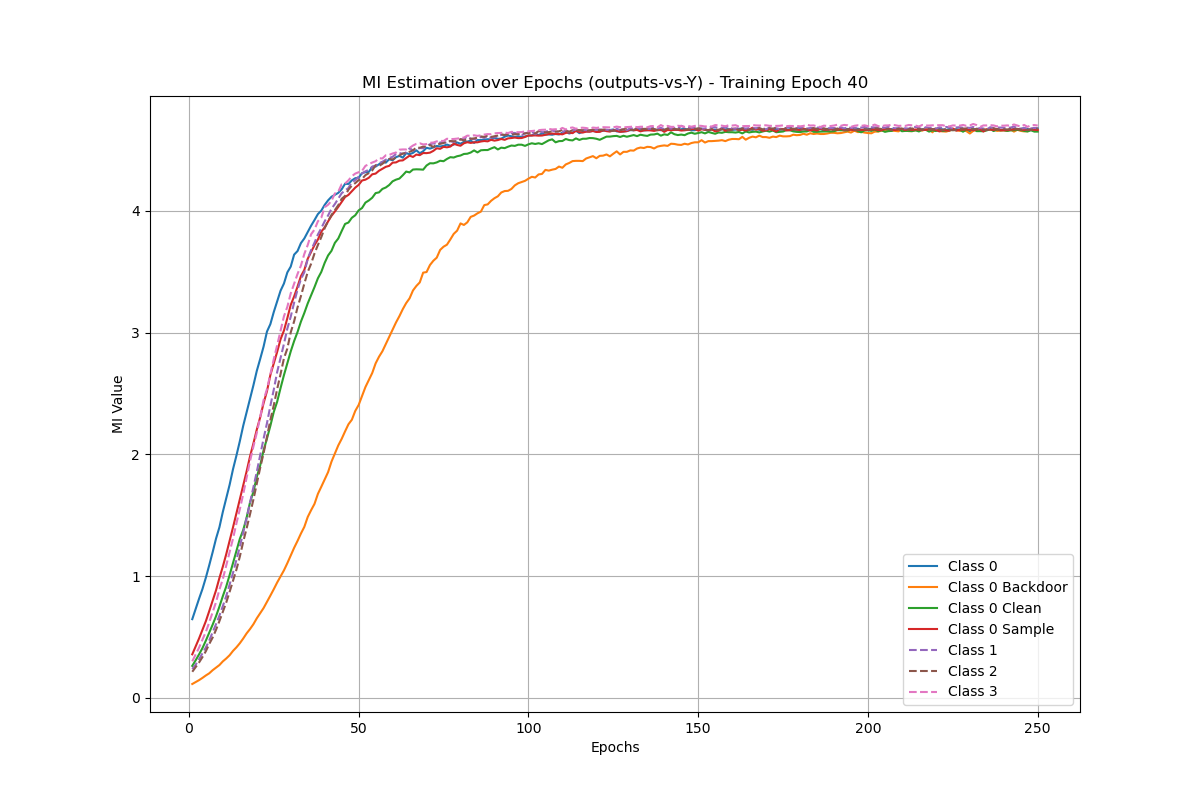 MI Estimation over Epochs (outputs-vs-Y) - Training Epoch 40
MI Value
4
3
2
1
0
0 50 100 150 200 250
Epochs
Class 0
Class 0 Backdoor
Class 0 Clean
Class 0 Sample
Class 1
Class 2
Class 3